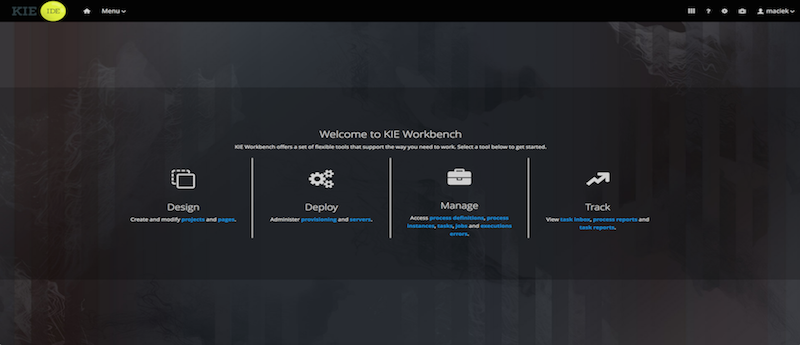 KIE IDE Menu ? maciek
Welcome to KIE Workbench
KIE Workbench offers a set of flexible tools that support the way you need to work. Select a tool below to get started.
Design
Create and modify projects and pages.
Deploy
Administer provisioning and servers.
Manage
Access process definitions, process
instances, tasks, jobs and executions
errors.
Track
View task inbox, process reports and
task reports.